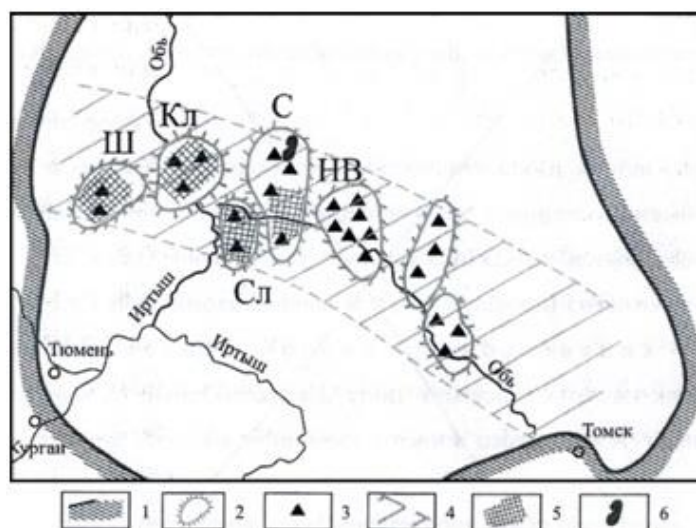 Обь
Кл
С
Ш
НВ
Сл
Иртыш
Иртыш
Обь
Тюмень
Курган
Томск
1 2 3 4 5 6